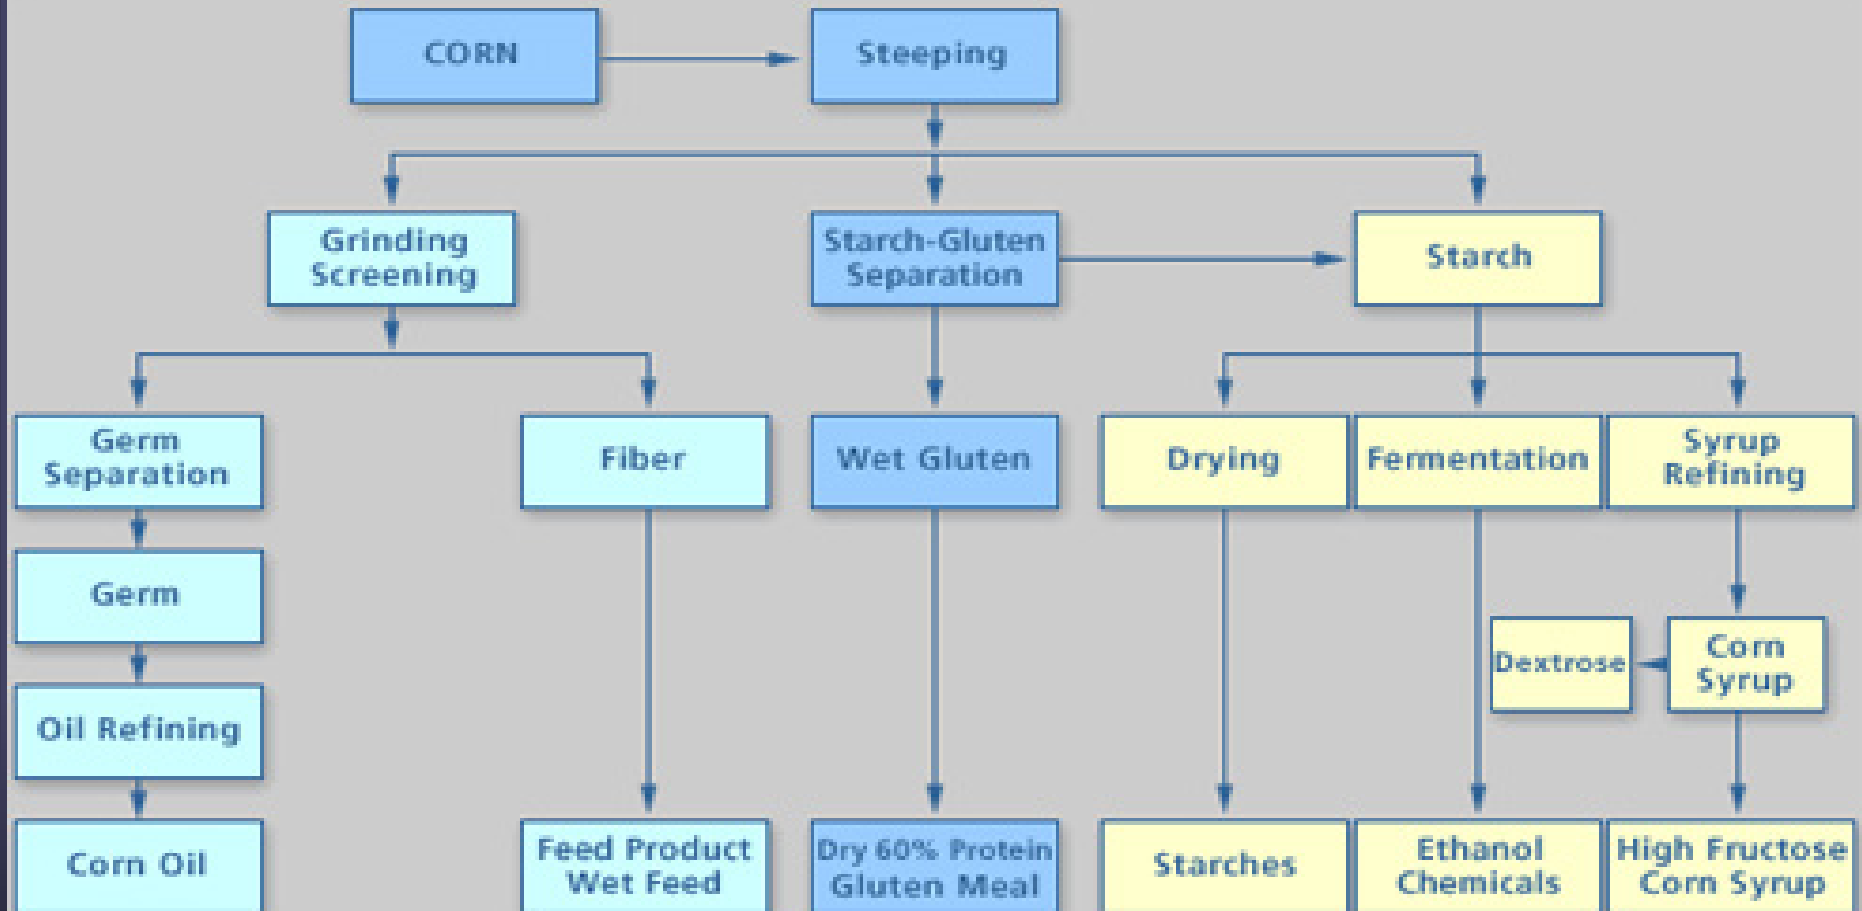 CORN
Steeping
Grinding
Screening
Starch-Gluten
Separation
Starch
Germ
Separation
Fiber
Wet Gluten
Drying
Fermentation
Syrup
Refining
Germ
Dextrose
Corn
Syrup
Oil Refining
Corn Oil
Feed Product
Wet Feed
Dry 60% Protein
Gluten Meal
Starches
Ethanol
Chemicals
High Fructose
Corn Syrup